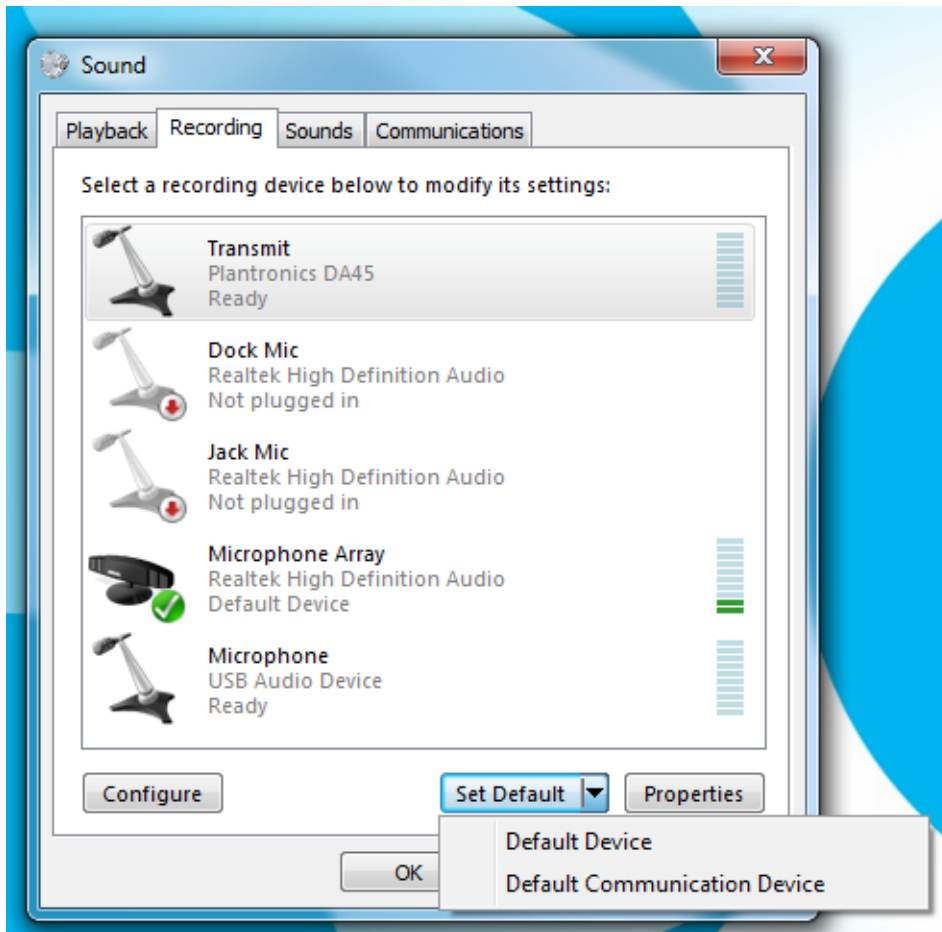 Sound
Playback Recording Sounds Communications
Select a recording device below to modify its settings:
Transmit
Plantronics DA45
Ready
Dock Mic
Realtek High Definition Audio
Not plugged in
Jack Mic
Realtek High Definition Audio
Not plugged in
Microphone Array
Realtek High Definition Audio
Default Device
Microphone
USB Audio Device
Ready
Configure Set Default Properties
Default Device
OK
Default Communication Device